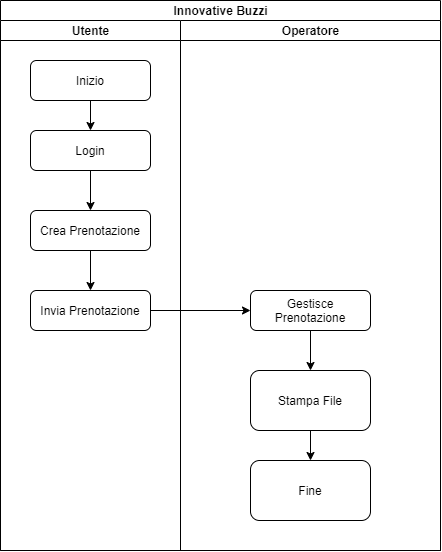 Innovative Buzzi
Utente
Operatore
Inizio
Login
Crea Prenotazione
Invia Prenotazione
Gestisce
Prenotazione
Stampa File
Fine